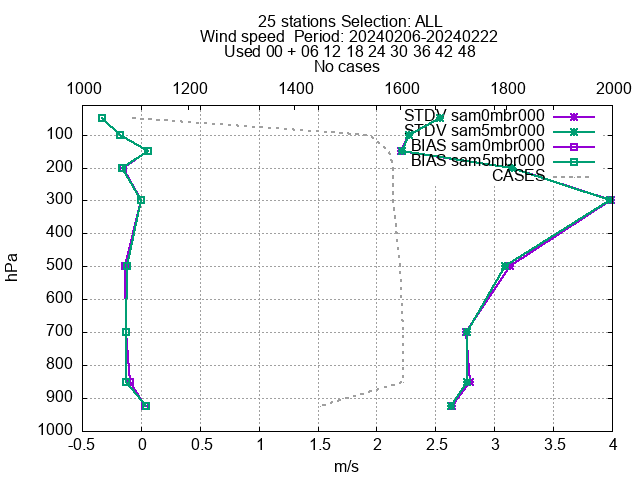 25 stations Selection: ALL
Wind speed  Period: 20240206-20240222
Used 00 + 06 12 18 24 30 36 42 48
No cases
1000 1200 1400 1600 1800 2000
STDV sam0mbr000
STDV sam5mbr000
BIAS sam0mbr000
BIAS sam5mbr000
CASES
100
200
300
400
500
600
700
800
900
1000
hPa
-0.5 0 0.5 1 1.5 2 2.5 3 3.5 4
m/s